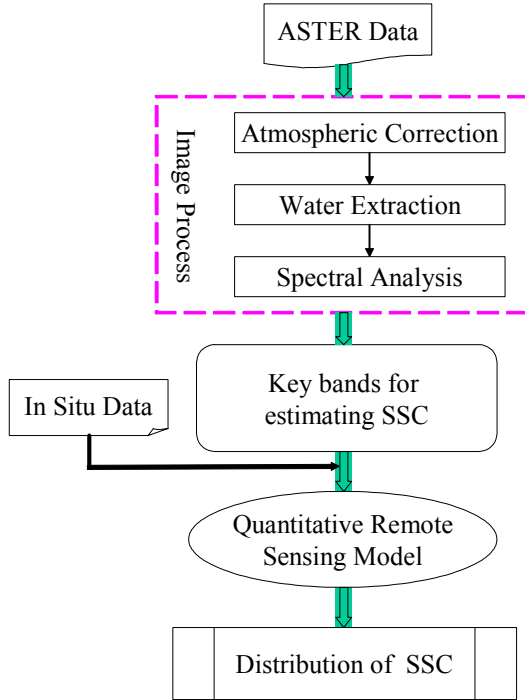 ASTER Data
Image Process
Atmospheric Correction
Water Extraction
Spectral Analysis
Key bands for
estimating SSC
In Situ Data
Quantitative Remote
Sensing Model
Distribution of SSC